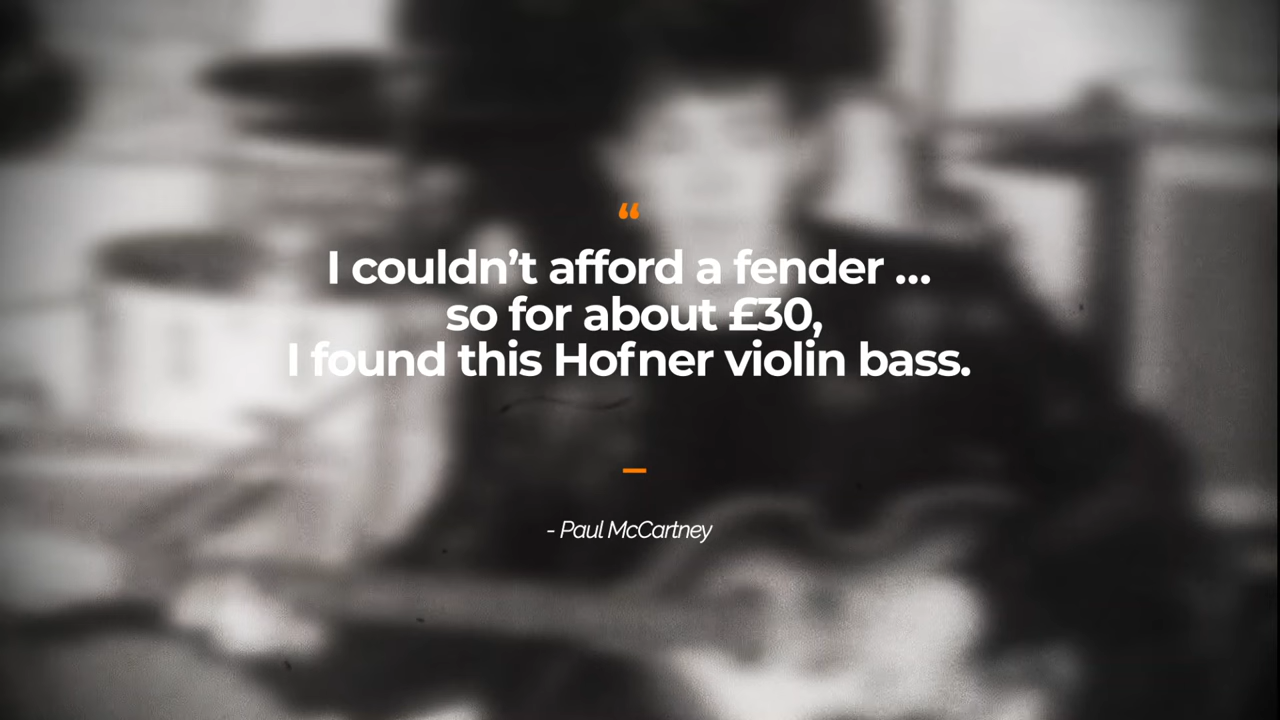 “
I couldn’t afford a fender ...
so for about £30,
I found this Hofner violin bass.
- Paul McCartney